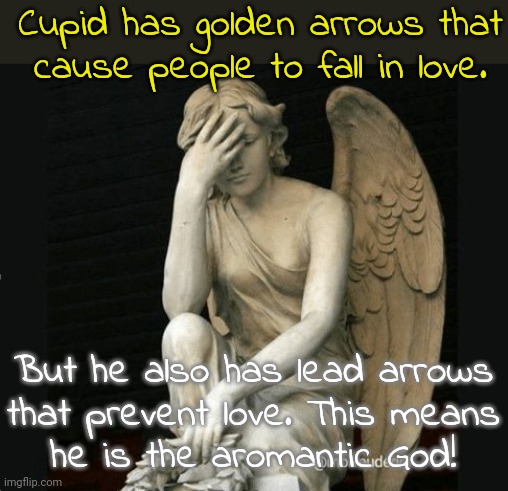 Cupid has golden arrows that
cause people to fall in love.
But he also has lead arrows
that prevent love. This means
he is the aromantic God!
imgflip.com